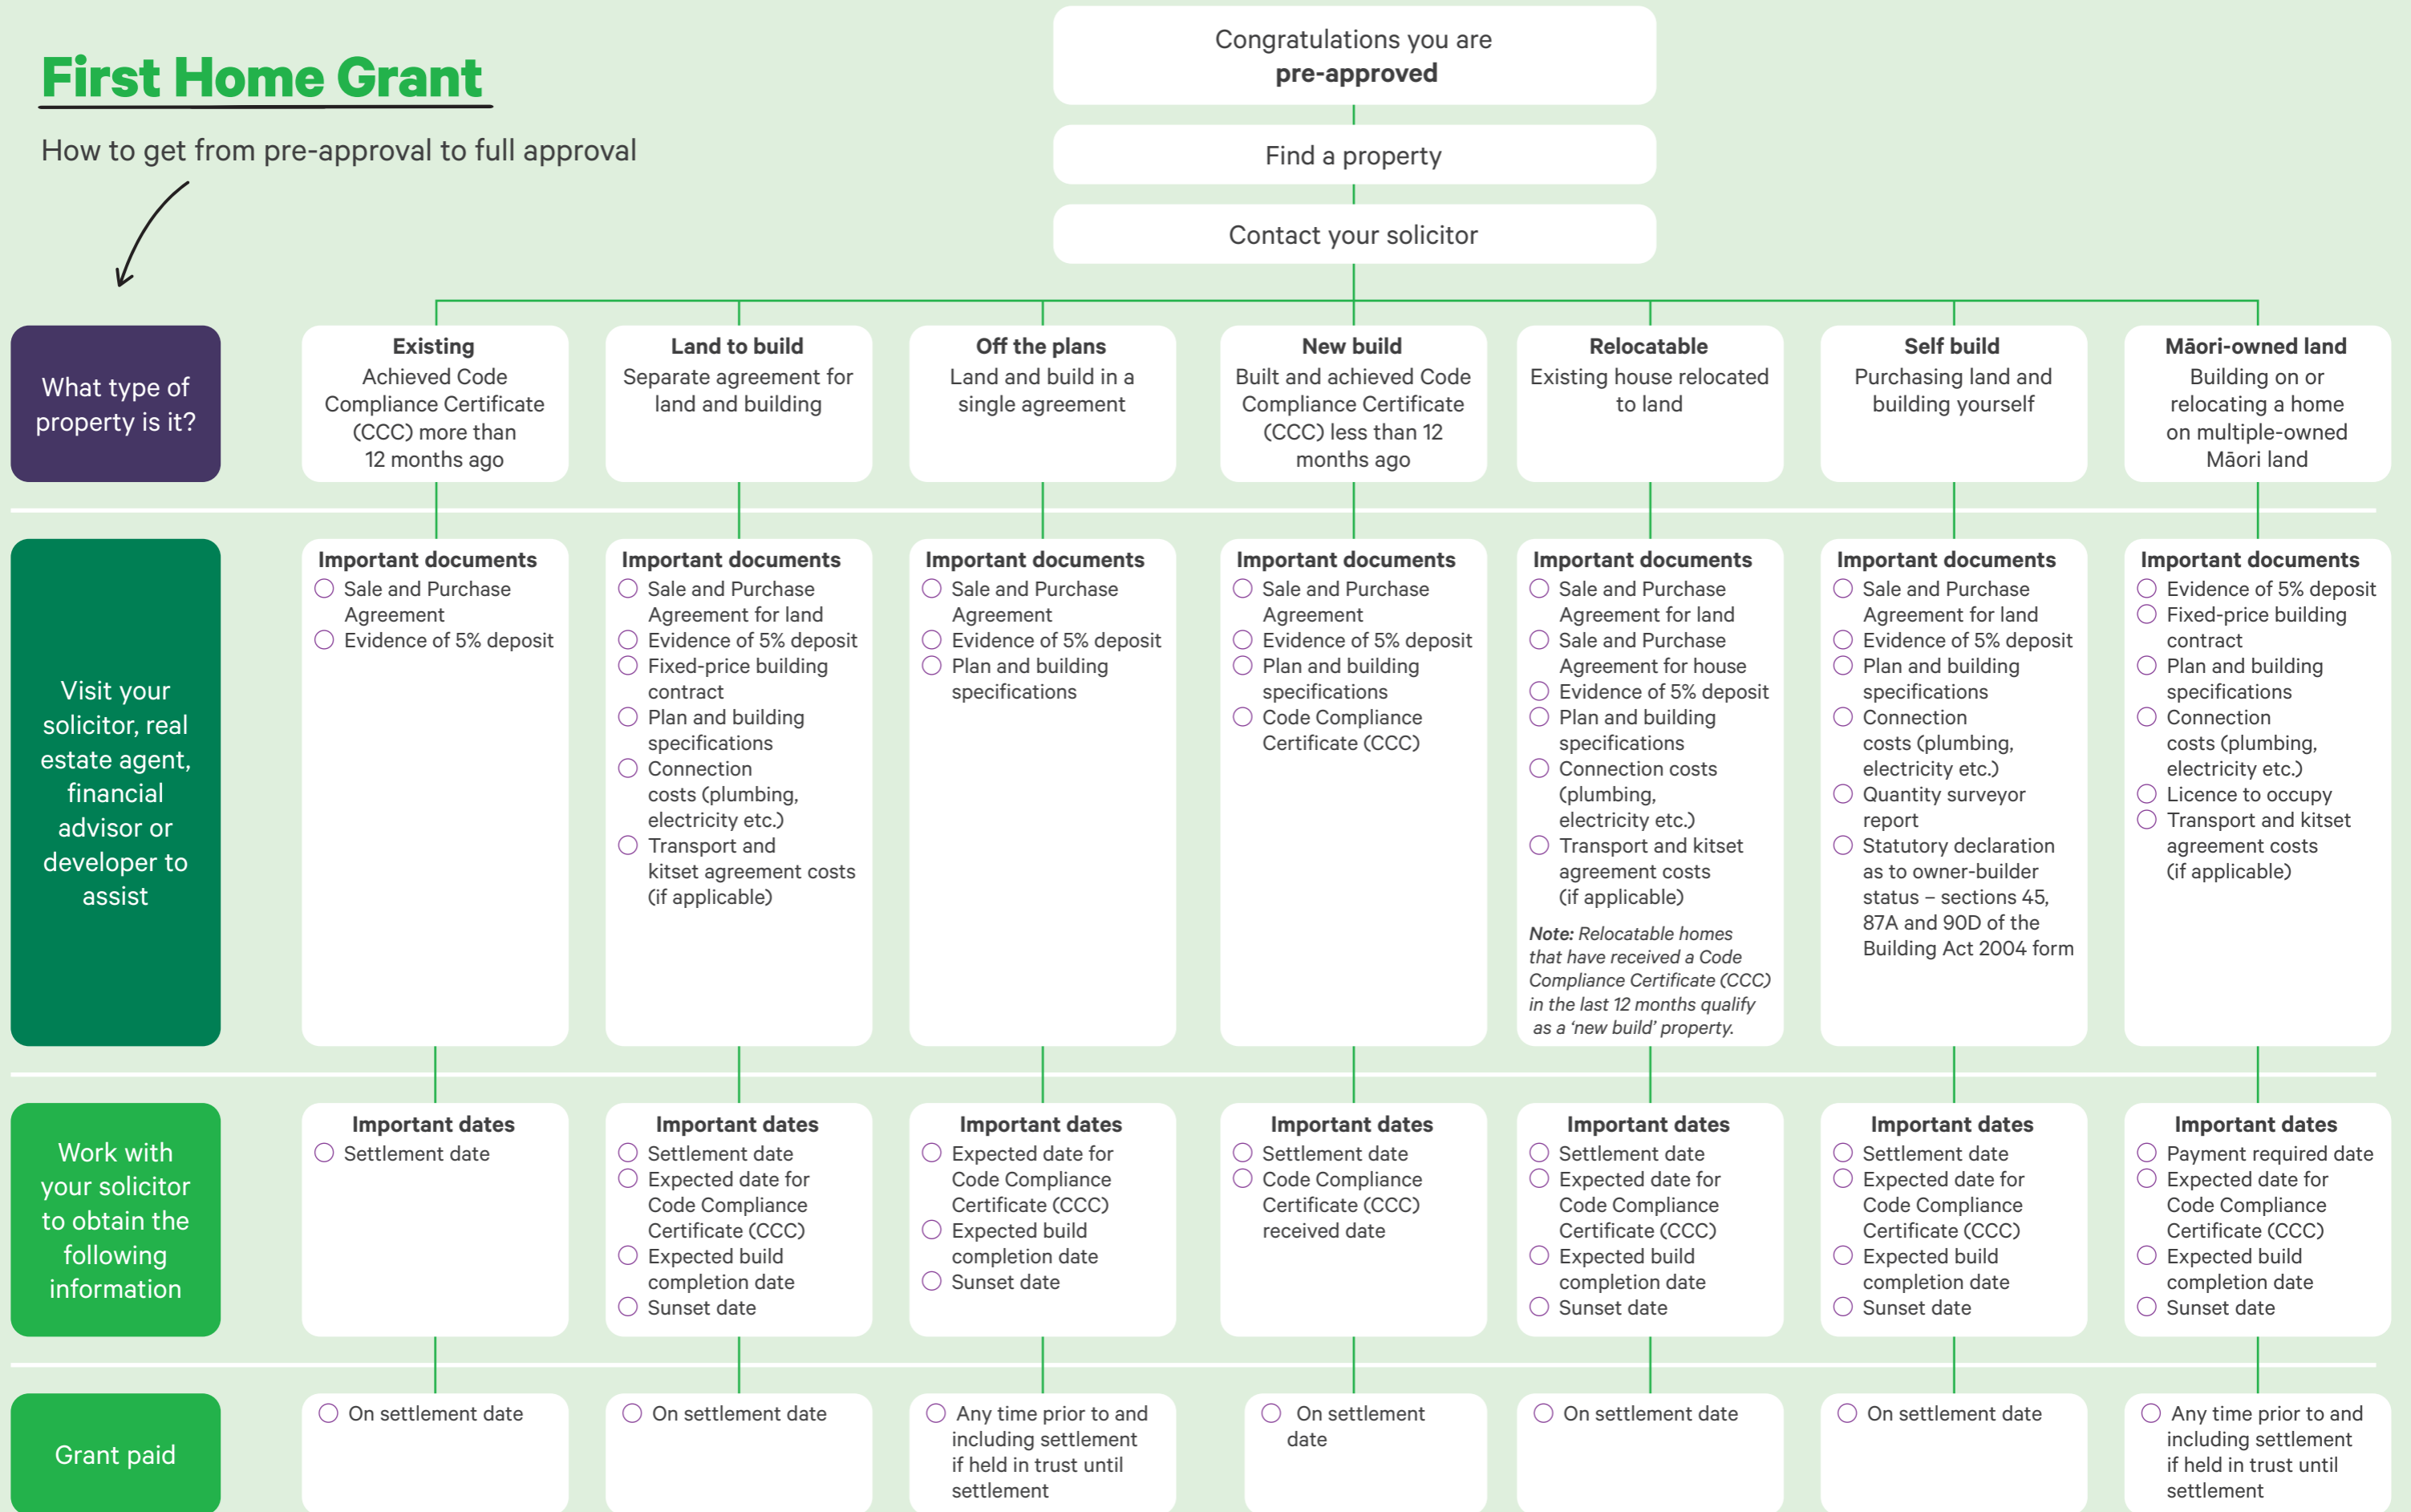 First Home Grant
How to get from pre-approval to full approval
Congratulations you are
pre-approved
Find a property
Contact your solicitor
What type of
property is it?
Existing
Achieved Code
Compliance Certificate
(CCC) more than
12 months ago
Land to build
Separate agreement for
land and building
Off the plans
Land and build in a
single agreement
New build
Built and achieved Code
Compliance Certificate
(CCC) less than 12
months ago
Relocatable
Existing house relocated
to land
Self build
Purchasing land and
building yourself
Māori-owned land
Building on or
relocating a home
on multiple-owned
Māori land
Visit your
solicitor, real
estate agent,
financial
advisor or
developer to
assist
Important documents
Sale and Purchase
Agreement
Evidence of 5% deposit
Important documents
Sale and Purchase
Agreement for land
Evidence of 5% deposit
Fixed-price building
contract
Plan and building
specifications
Connection
costs (plumbing,
electricity etc.)
Transport and
kitset agreement costs
(if applicable)
Important documents
Sale and Purchase
Agreement
Evidence of 5% deposit
Plan and building
specifications
Important documents
Sale and Purchase
Agreement
Evidence of 5% deposit
Plan and building
specifications
Code Compliance
Certificate (CCC)
Important documents
Sale and Purchase
Agreement for land
Sale and Purchase
Agreement for house
Evidence of 5% deposit
Plan and building
specifications
Connection costs
(plumbing,
electricity etc.)
Transport and kitset
agreement costs
(if applicable)
Note: Relocatable homes
that have received a Code
Compliance Certificate (CCC)
in the last 12 months qualify
as a ‘new build’ property.
Important documents
Sale and Purchase
Agreement for land
Evidence of 5% deposit
Plan and building
specifications
Connection
costs (plumbing,
electricity etc.)
Quantity surveyor
report
Statutory declaration
as to owner-builder
status – sections 45,
87A and 90D of the
Building Act 2004 form
Important documents
Evidence of 5% deposit
Fixed-price building
contract
Plan and building
specifications
Connection
costs (plumbing,
electricity etc.)
Licence to occupy
Transport and kitset
agreement costs
(if applicable)
Work with
your solicitor
to obtain the
following
information
Important dates
Settlement date
Important dates
Settlement date
Expected date for
Code Compliance
Certificate (CCC)
Expected build
completion date
Sunset date
Important dates
Expected date for
Code Compliance
Certificate (CCC)
Expected build
completion date
Sunset date
Important dates
Settlement date
Code Compliance
Certificate (CCC)
received date
Important dates
Settlement date
Expected date for
Code Compliance
Certificate (CCC)
Expected build
completion date
Sunset date
Important dates
Settlement date
Expected date for
Code Compliance
Certificate (CCC)
Expected build
completion date
Sunset date
Important dates
Payment required date
Expected date for
Code Compliance
Certificate (CCC)
Expected build
completion date
Sunset date
Grant paid
On settlement date
On settlement date
Any time prior to and
including settlement
if held in trust until
settlement
On settlement
date
On settlement date
On settlement date
Any time prior to and
including settlement
if held in trust until
settlement